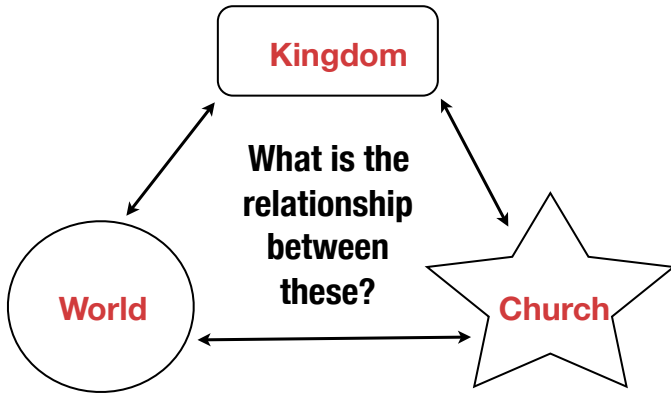 Kingdom
What is the
relationship
between
these?
World
Church